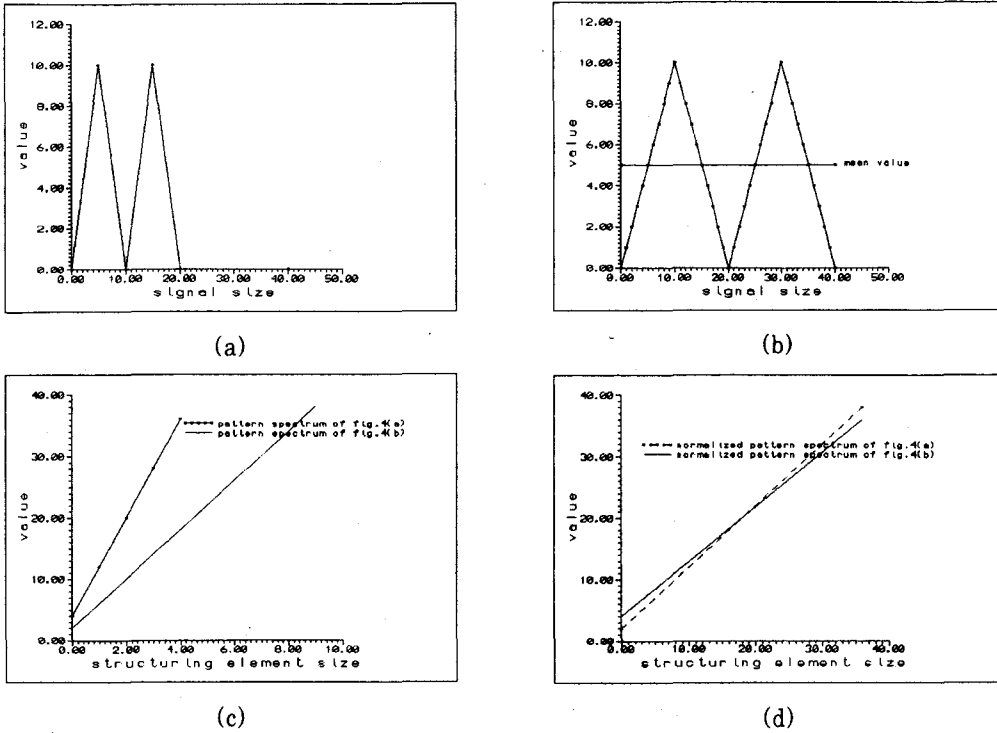 12.00
10.00
8.00
6.00
4.00
2.00
0.00
value
0.00 10.00 20.00 30.00 40.00 50.00
signal size
(a)
12.00
10.00
8.00
6.00
4.00
2.00
0.00
value
mean value
0.00 10.00 20.00 30.00 40.00 50.00
signal size
(b)
40.00
30.00
20.00
10.00
0.00
value
pattern spectrum of fig.4(a)
pattern spectrum of fig.4(b)
0.00 2.00 4.00 6.00 8.00 10.00
structuring element size
(c)
40.00
30.00
20.00
10.00
0.00
value
normalized pattern spectrum of fig.4(a)
normalized pattern spectrum of fig.4(b)
0.00 10.00 20.00 30.00 40.00
structuring element size
(d)